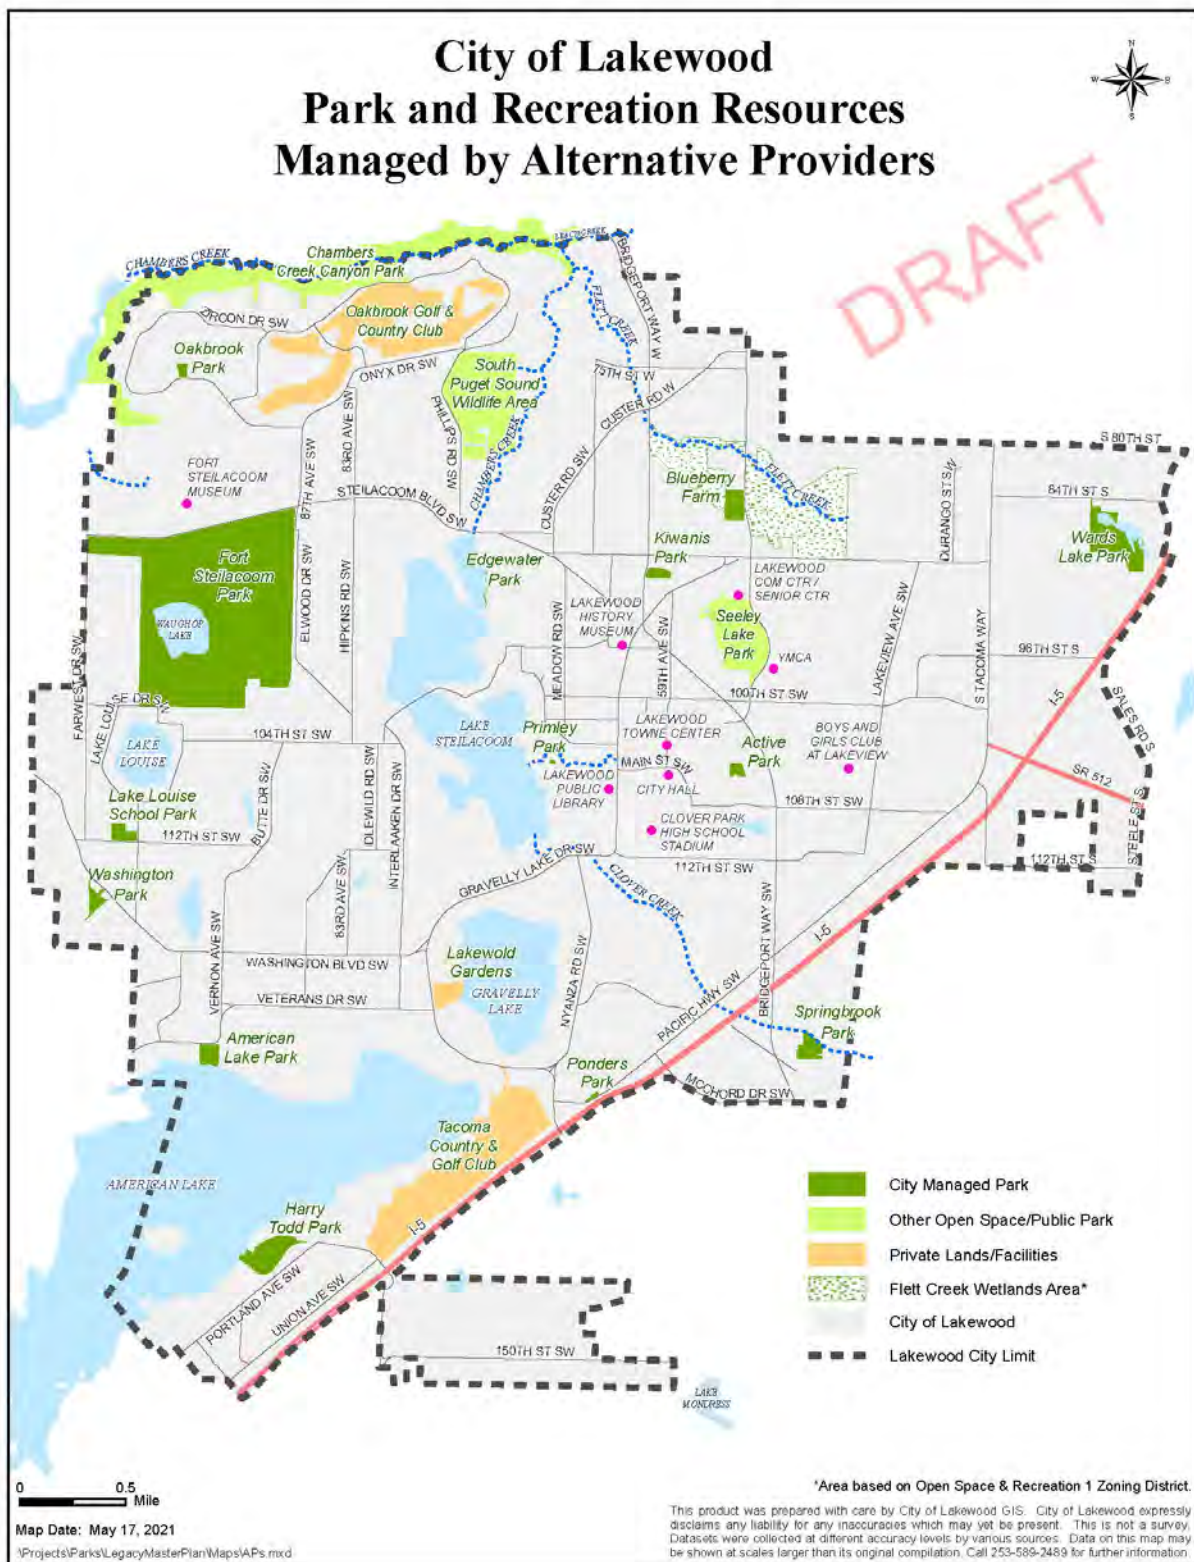 City of Lakewood
Park and Recreation Resources
Managed by Alternative Providers
N
W
E
S
DRAFT
CHAMBERS CREEK
Chambers
Creek Canyon Park
LEACH CREEK
BRIDGEPORT WAY W
FLETT CREEK
ZIRCON DR SW
Oakbrook Golf &
Country Club
Oakbrook
Park
ONYX DR SW
South
Puget Sound
Wildlife Area
75TH ST W
CUSTER RD W
PHILLIPS RD SW
83RD AVE SW
87TH AVE SW
CHAMBERS CREEK
CUSTER RD SW
S 80TH ST
FORT
STEILACOOM
MUSEUM
STEILACOOM BLVD SW
Blueberry
Farm
FLETT CREEK
DURANGO ST SW
84TH ST S
Wards
Lake Park
Fort
Steilacoom
Park
Edgewater
Park
Kiwanis
Park
LAKEWOOD
COM CTR /
SENIOR CTR
WAUGHOP
LAKE
ELWOOD DR SW
HIPKINS RD SW
LAKEWOOD
HISTORY
MUSEUM
MEADOW RD SW
59TH AVE SW
Seeley
Lake
Park
YMCA
LAKEVIEW AVE SW
S TACOMA WAY
96TH ST S
I-5
SALES RD S
FARWEST DR SW
LAKE LOUISE DR SW
100TH ST SW
LAKE
LOUISE
104TH ST SW
LAKE
STEILACOOM
Primley
Park
LAKEWOOD
TOWNE CENTER
Active
Park
BOYS AND
GIRLS CLUB
AT LAKEVIEW
MAIN ST SW
CITY HALL
LAKEWOOD
PUBLIC
LIBRARY
SR 512
STEELE ST S
Lake Louise
School Park
112TH ST SW
BUTTE DR SW
IDLEWILD RD SW
INTERLAAKEN DR SW
108TH ST SW
CLOVER PARK
HIGH SCHOOL
STADIUM
112TH ST SW
112TH ST S
Washington
Park
83RD AVE SW
GRAVELLY LAKE DR SW
CLOVER CREEK
BRIDGEPORT WAY SW
I-5
VERNON AVE SW
WASHINGTON BLVD SW
Lakewold
Gardens
VETERANS DR SW
GRAVELLY
LAKE
NYANZA RD SW
PACIFIC HWY SW
Springbrook
Park
American
Lake Park
Ponders
Park
MCCHORD DR SW
Tacoma
Country &
Golf Club
AMERICAN LAKE
Harry
Todd Park
I-5
PORTLAND AVE SW
UNION AVE SW
150TH ST SW
LAKE
MONDRESS
City Managed Park
Other Open Space/Public Park
Private Lands/Facilities
Flett Creek Wetlands Area*
City of Lakewood
Lakewood City Limit
0 0.5
Mile
Map Date: May 17, 2021
\Projects\Parks\LegacyMasterPlan\Maps\APs.mxd
*Area based on Open Space & Recreation 1 Zoning District.
This product was prepared with care by City of Lakewood GIS. City of Lakewood expressly
disclaims any liability for any inaccuracies which may yet be present. This is not a survey.
Datasets were collected at different accuracy levels by various sources. Data on this map may
be shown at scales larger than its original compilation. Call 253-589-2489 for further information.